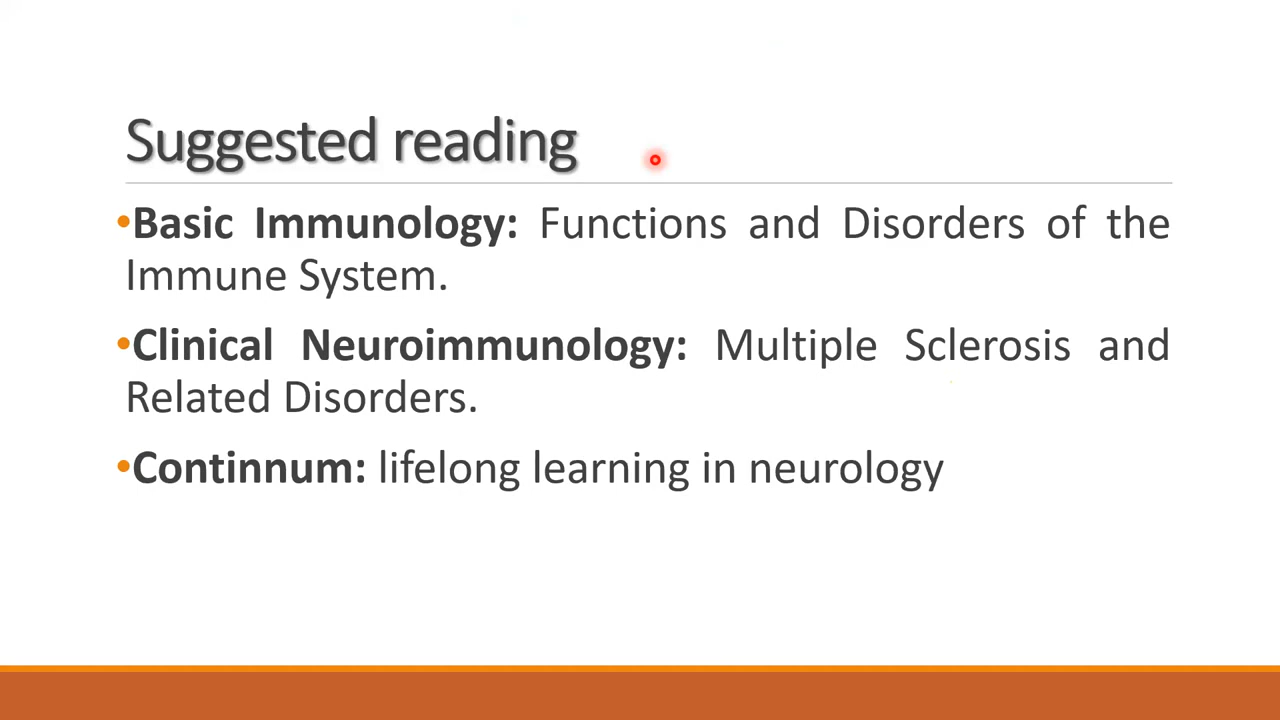 Suggested reading
•Basic Immunology: Functions and Disorders of the
Immune System.
•Clinical Neuroimmunology: Multiple Sclerosis and
Related Disorders.
•Continnum: lifelong learning in neurology